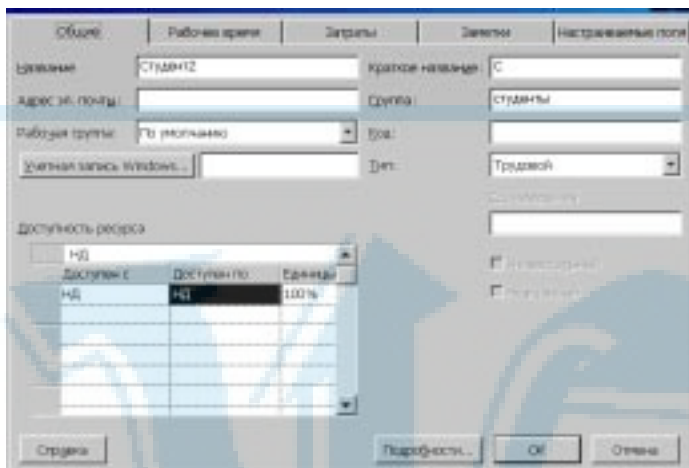 Общие Рабочее время Затраты Заметки Настраиваемые поля
Название: Студент2 Краткое название: С
Адрес эл. почты: Группа: студенты
Рабочая группа: По умолчанию Код:
Учетная запись Windows... Тип: Трудовой
Доступность ресурса
НД
Доступен с Доступен по Единицы
НД НД 100%
Справка Подробности... ОК Отмена